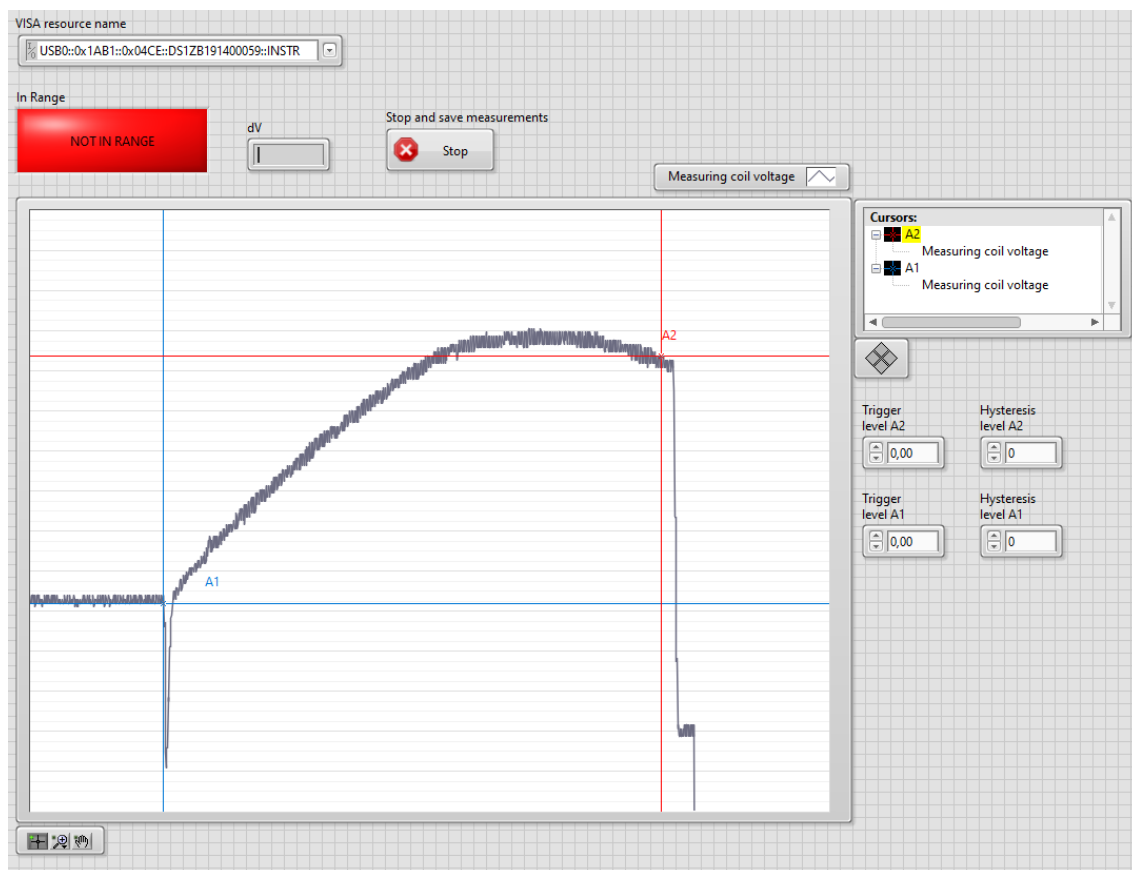 VISA resource name
USB0::0x1AB1::0x04CE::DS1ZB191400059::INSTR
In Range
NOT IN RANGE
dV
Stop and save measurements
Stop
Measuring coil voltage
Cursors:
A2
Measuring coil voltage
A1
Measuring coil voltage
A2
A1
Trigger
level A2
0,00
Hysteresis
level A2
0
Trigger
level A1
0,00
Hysteresis
level A1
0